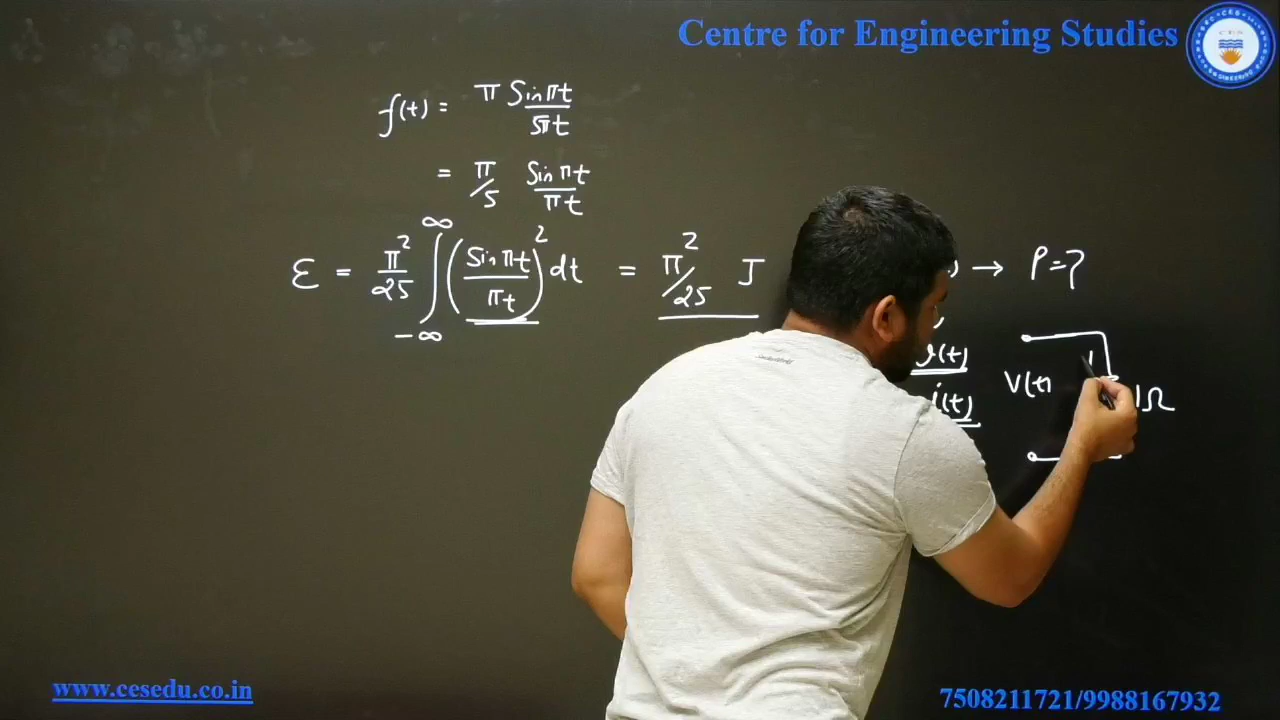 Centre for Engineering Studies
f(t) = π Sinπt / 5πt
= π/5 Sinπt / πt
ε = π²/25 ∫_{-∞}^{∞} (Sinπt / πt)² dt = π²/25 J
) → P=?
(t)
i(t)
V(t)
1Ω
www.cesedu.co.in
7508211721/9988167932